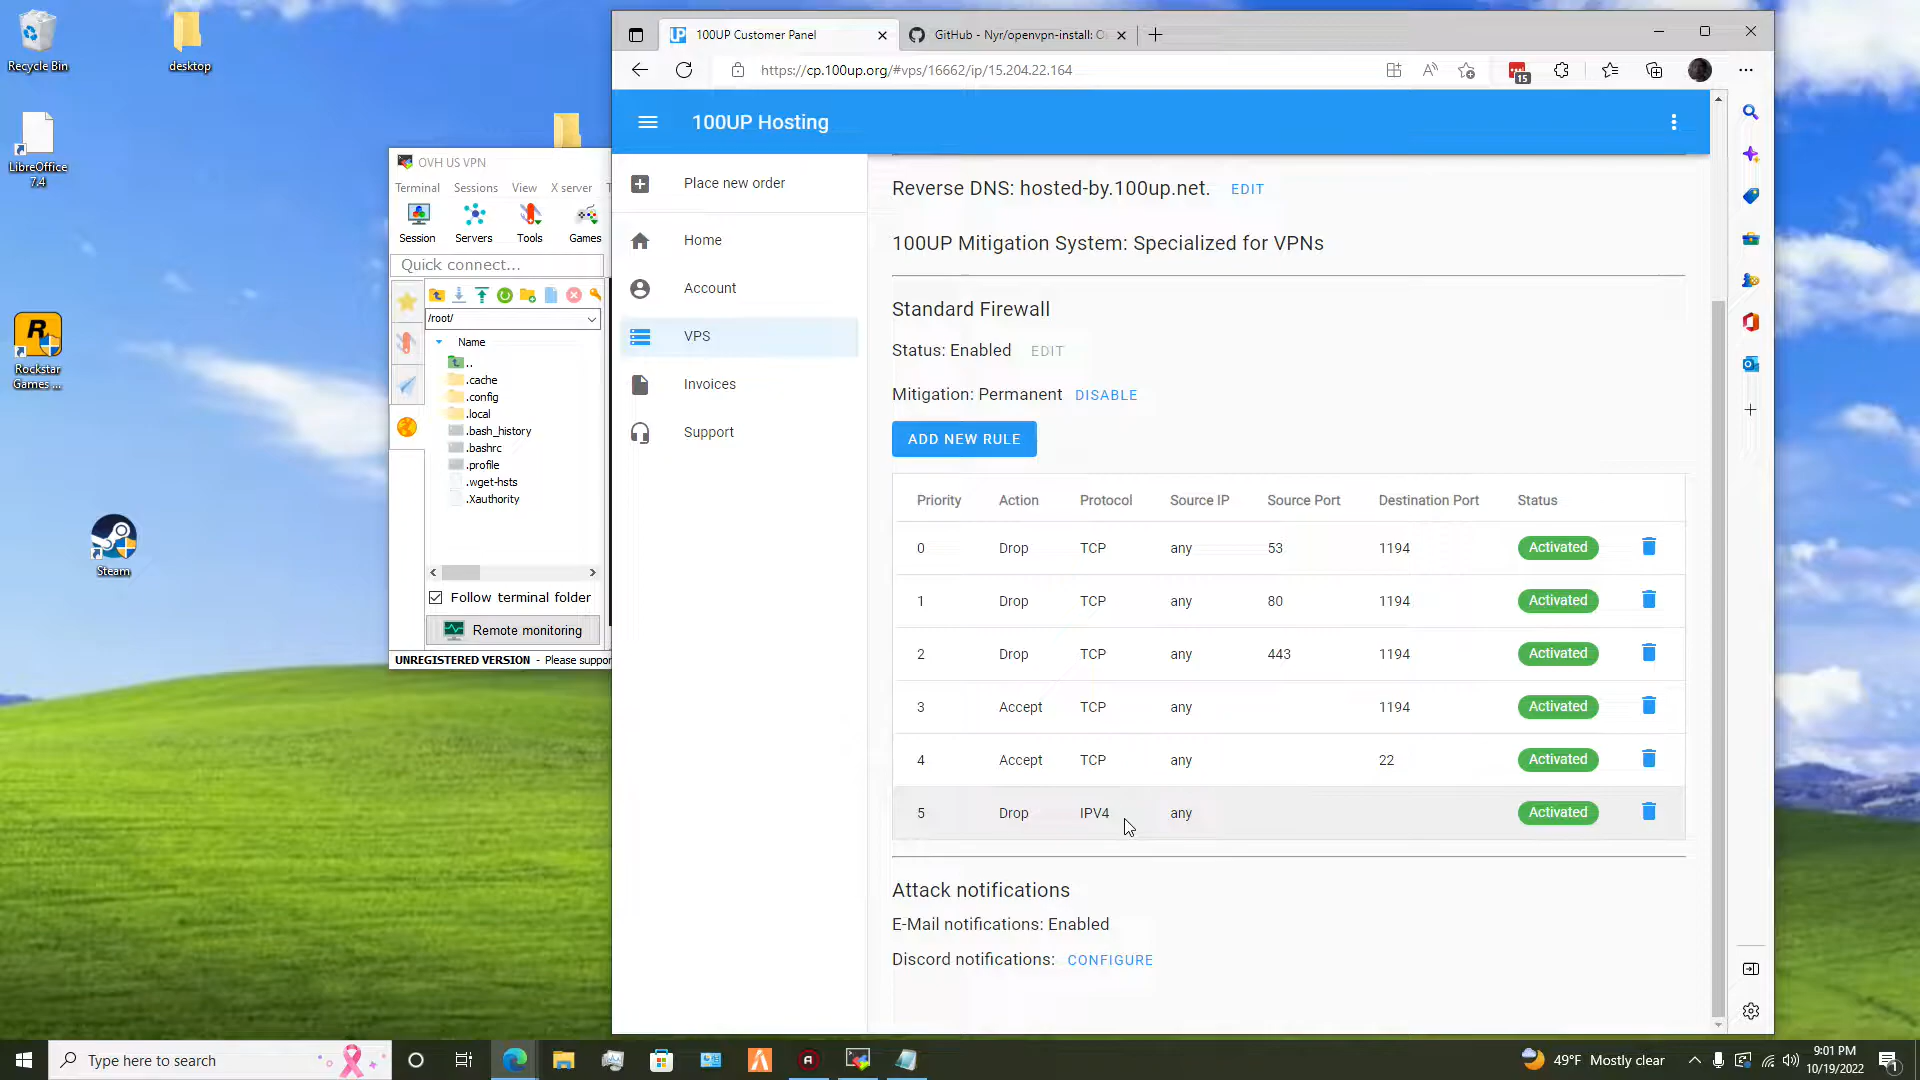 Recycle Bin
desktop
LibreOffice
7.4
Rockstar
Games ...
Steam
OVH US VPN
Terminal Sessions View X server T
Session Servers Tools Games
Quick connect...
/root/
Name
..
.cache
.config
.local
.bash_history
.bashrc
.profile
.wget-hsts
.Xauthority
Follow terminal folder
Remote monitoring
UNREGISTERED VERSION - Please suppor
100UP Customer Panel
GitHub - Nyr/openvpn-install: O
https://cp.100up.org/#vps/16662/ip/15.204.22.164
15
100UP Hosting
Place new order
Home
Account
VPS
Invoices
Support
Reverse DNS: hosted-by.100up.net. EDIT
100UP Mitigation System: Specialized for VPNs
Standard Firewall
Status: Enabled EDIT
Mitigation: Permanent DISABLE
ADD NEW RULE
Priority Action Protocol Source IP Source Port Destination Port Status
0 Drop TCP any 53 1194 Activated
1 Drop TCP any 80 1194 Activated
2 Drop TCP any 443 1194 Activated
3 Accept TCP any 1194 Activated
4 Accept TCP any 22 Activated
5 Drop IPV4 any Activated
Attack notifications
E-Mail notifications: Enabled
Discord notifications: CONFIGURE
Type here to search
49°F Mostly clear
9:01 PM
10/19/2022
1